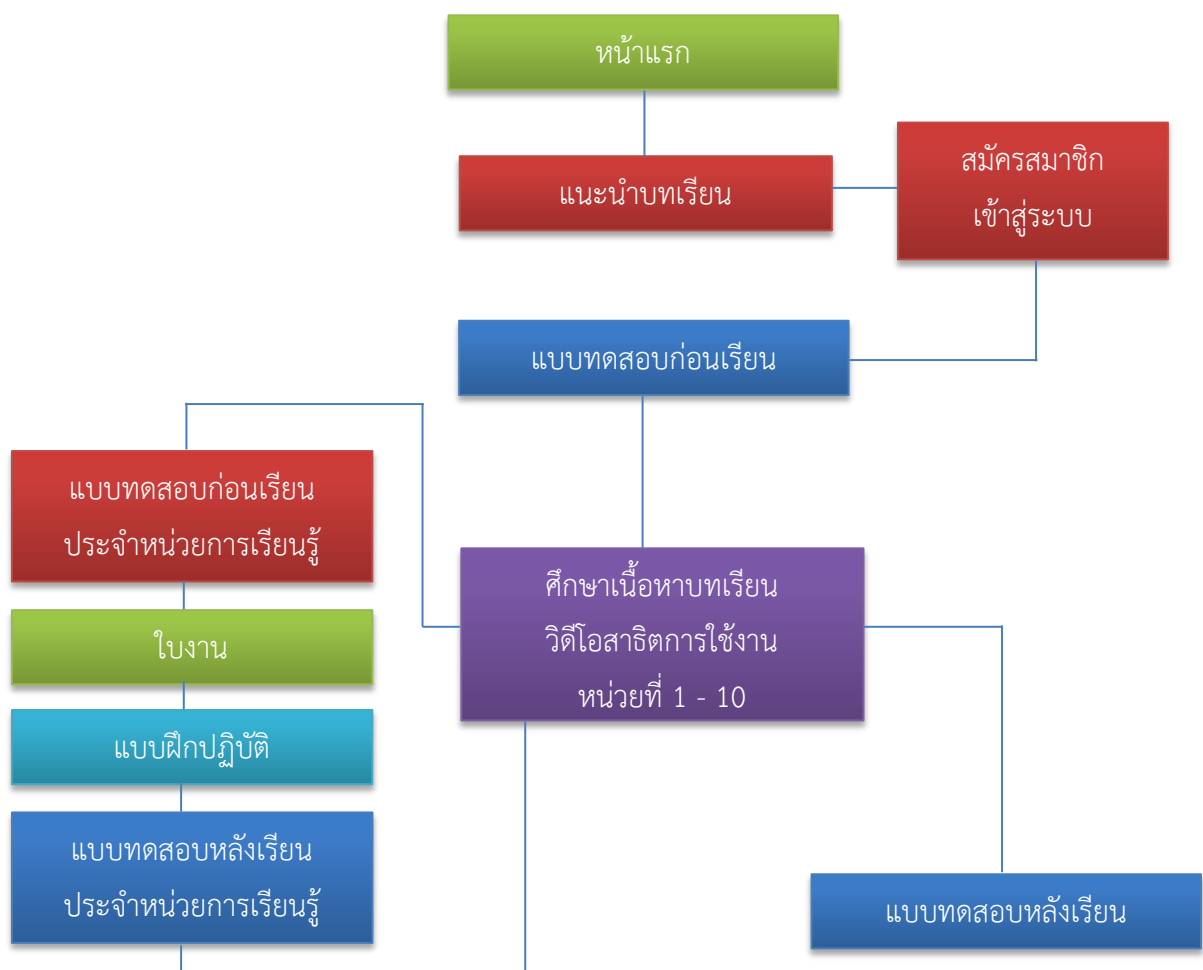 หน้าแรก
แนะนำบทเรียน
สมัครสมาชิก
เข้าสู่ระบบ
แบบทดสอบก่อนเรียน
แบบทดสอบก่อนเรียน
ประจำหน่วยการเรียนรู้
ใบงาน
แบบฝึกปฏิบัติ
แบบทดสอบหลังเรียน
ประจำหน่วยการเรียนรู้
ศึกษาเนื้อหาบทเรียน
วิดีโอสาธิตการใช้งาน
หน่วยที่ 1 - 10
แบบทดสอบหลังเรียน